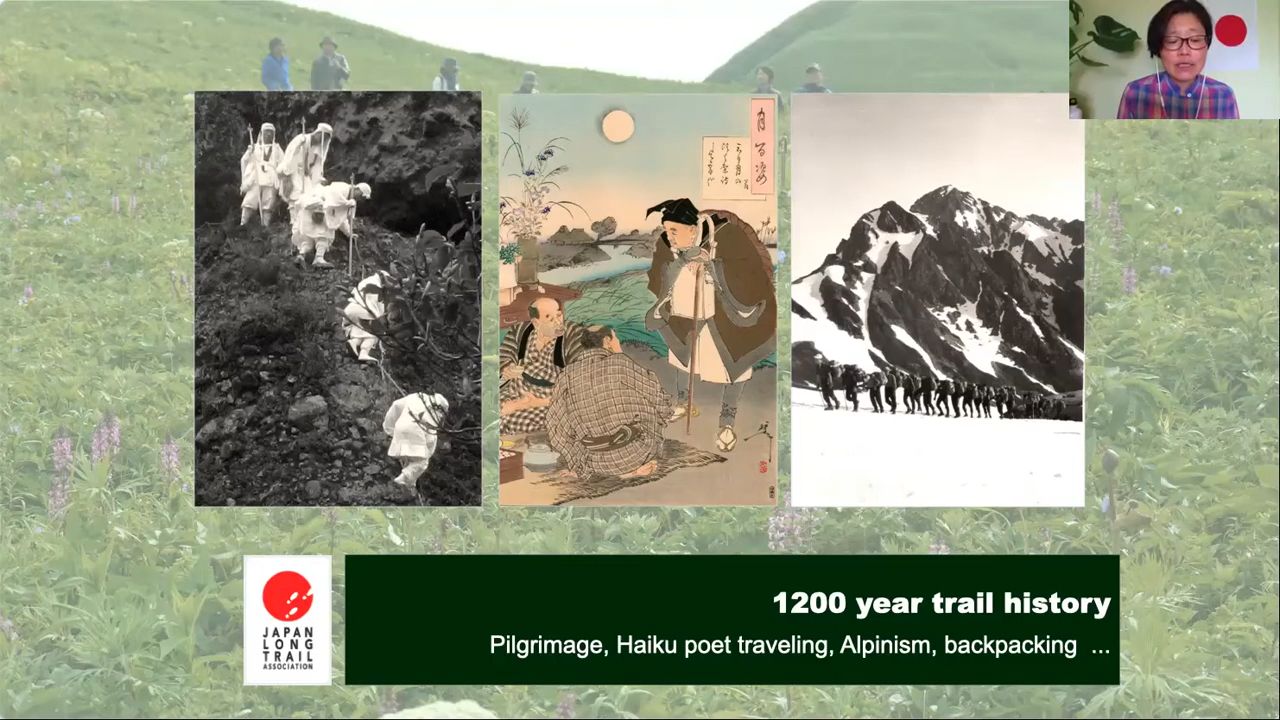 1200 year trail history
Pilgrimage, Haiku poet traveling, Alpinism, backpacking ...
JAPAN
LONG
TRAIL
ASSOCIATION